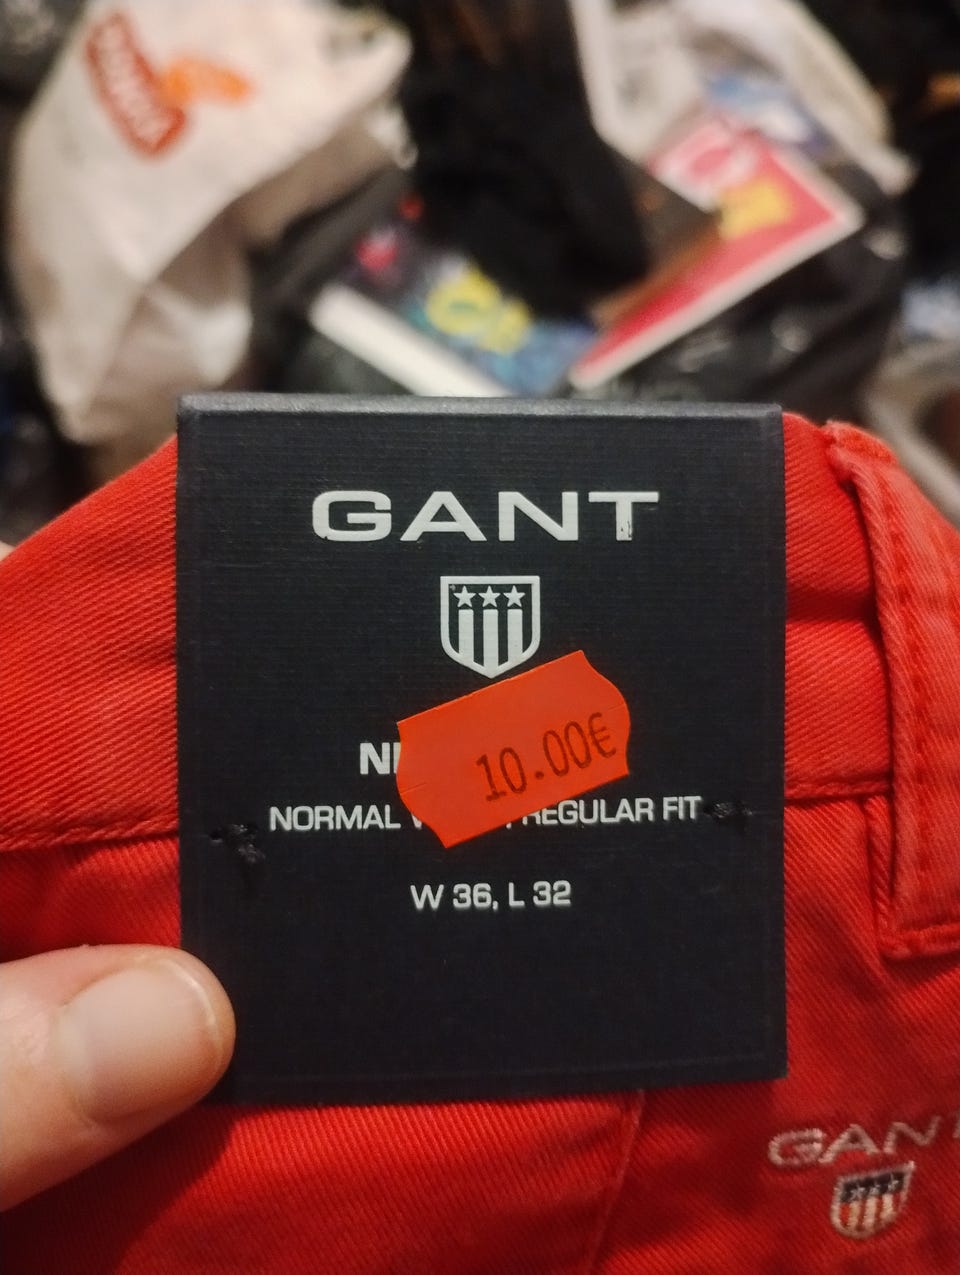 GANT
10.00€
NORMAL REGULAR FIT
W 36, L 32
GANT